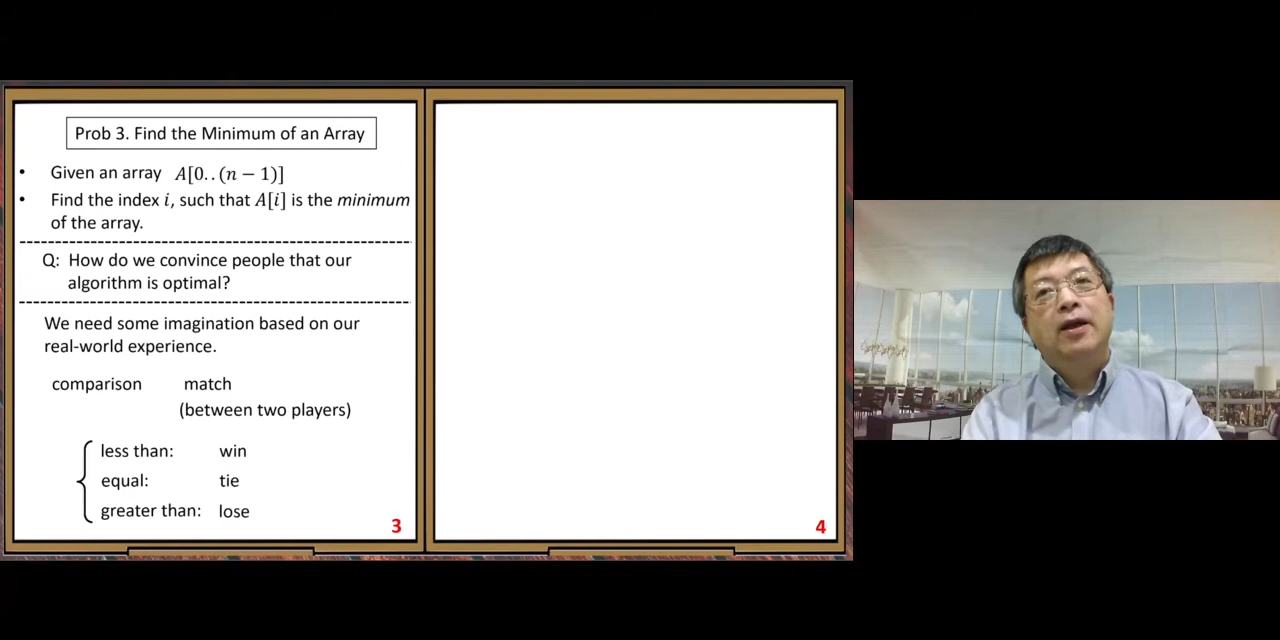 Prob 3. Find the Minimum of an Array
• Given an array A[0..(n − 1)]
• Find the index i, such that A[i] is the minimum
of the array.
Q: How do we convince people that our
algorithm is optimal?
We need some imagination based on our
real-world experience.
comparison match
(between two players)
less than: win
equal: tie
greater than: lose
3
4